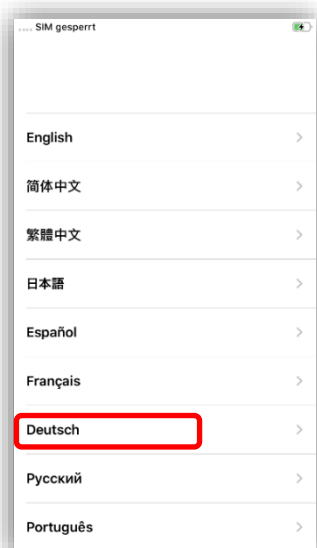 SIM gesperrt
English
简体中文
繁體中文
日本語
Español
Français
Deutsch
Русский
Português